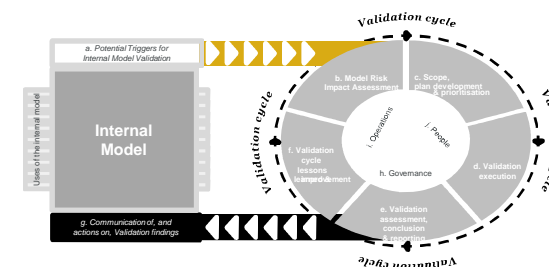 Validation cycle
a. Potential Triggers for
Internal Model Validation
b. Model Risk
Impact Assessment
c. Scope,
plan development
& prioritisation
Uses of the internal model
Internal
Model
Validation cycle
i. Operations
j. People
f. Validation
cycle
lessons
h. Governance
d. Validation
execution
e. Validation
assessment,
conclusion
& reporting
g. Communication of, and
actions on, Validation findings
Validation cycle